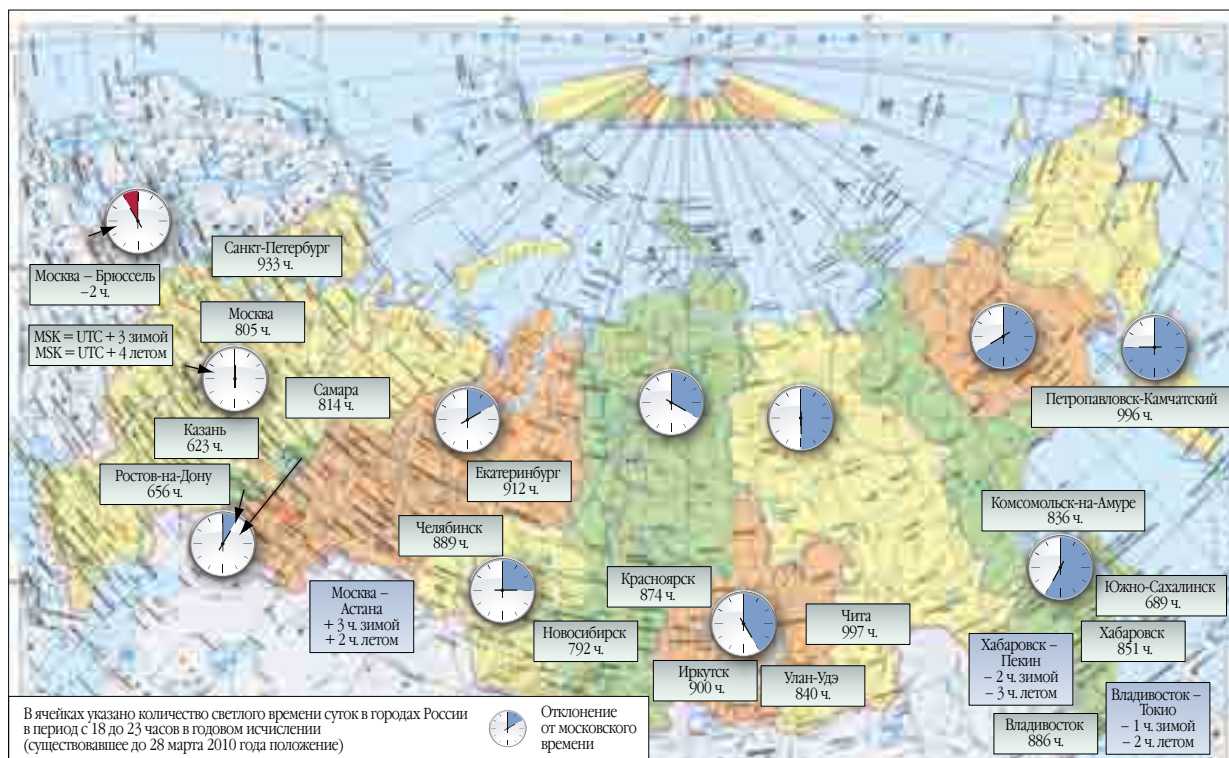 Санкт-Петербург
933 ч.
Москва – Брюссель
–2 ч.
Москва
805 ч.
MSK = UTC + 3 зимой
MSK = UTC + 4 летом
Самара
814 ч.
Казань
623 ч.
Ростов-на-Дону
656 ч.
Екатеринбург
912 ч.
Челябинск
889 ч.
Москва –
Астана
+ 3 ч. зимой
+ 2 ч. летом
Новосибирск
792 ч.
Красноярск
874 ч.
Иркутск
900 ч.
Улан-Удэ
840 ч.
Чита
997 ч.
Петропавловск-Камчатский
996 ч.
Комсомольск-на-Амуре
836 ч.
Южно-Сахалинск
689 ч.
Хабаровск
851 ч.
Хабаровск –
Пекин
– 2 ч. зимой
– 3 ч. летом
Владивосток –
Токио
– 1 ч. зимой
– 2 ч. летом
Владивосток
886 ч.
В ячейках указано количество светлого времени суток в городах России
в период с 18 до 23 часов в годовом исчислении
(существовавшее до 28 марта 2010 года положение)
Отклонение
от московского
времени